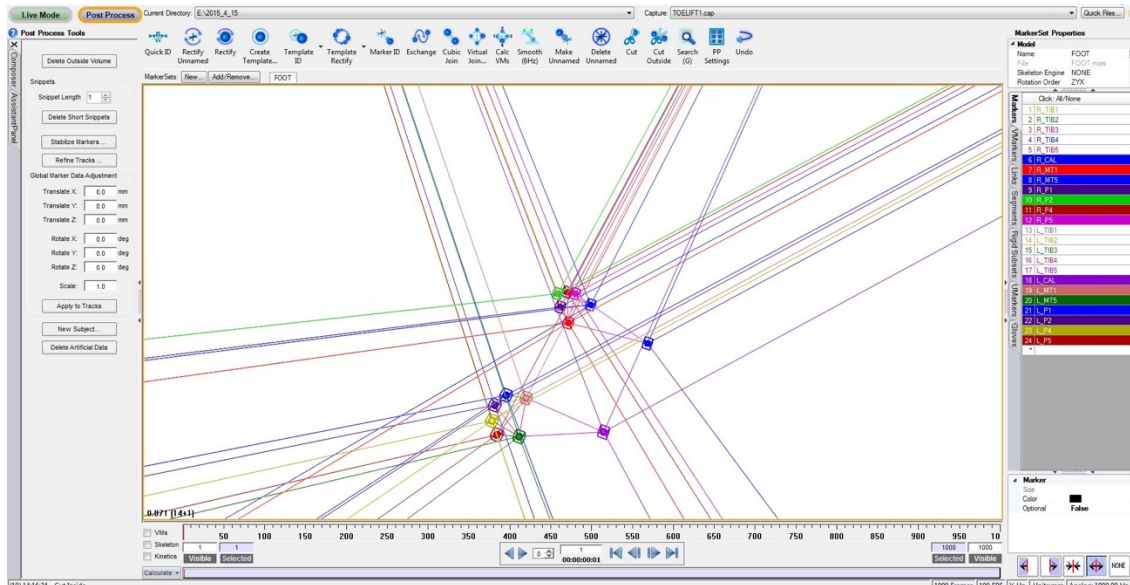 Live Mode
Post Process
Current Directory: E:\2015_4_15
Capture: TOELIFT1.cap
Quick Files...
Post Process Tools
Composer
AssistantPanel
Delete Outside Volume
Snippets
Snippet Length 1
Delete Short Snippets
Stabilize Markers ...
Refine Tracks ...
Global Marker Data Adjustment
Translate X: 0.0 mm
Translate Y: 0.0 mm
Translate Z: 0.0 mm
Rotate X: 0.0 deg
Rotate Y: 0.0 deg
Rotate Z: 0.0 deg
Scale: 1.0
Apply to Tracks
New Subject...
Delete Artificial Data
Quick ID
Rectify Unnamed
Rectify
Create Template...
Template ID
Template Rectify
Marker ID
Exchange
Cubic Join
Virtual Join...
Calc VMs
Smooth (6Hz)
Make Unnamed
Delete Unnamed
Cut
Cut Outside
Search (G)
PP Settings
Undo
MarkerSets: New... Add/Remove... FOOT
0.871 [14+1]
VMs
Skeleton
Kinetics
50 100 150 200 250 300 350 400 450 500 550 600 650 700 750 800 850 900 950 10
1 1
Visible Selected
0 1
00:00:00:01
1000 1000
Selected Visible
Calculate
MarkerSet Properties
Model
Name FOOT
File FOOT.mars
Skeleton Engine NONE
Rotation Order ZYX
Markers
VMarkers
Links
Segments
Rigid Subsets
UMarkers
Gloves
Click: All/None
1 R_TIB1
2 R_TIB2
3 R_TIB3
4 R_TIB4
5 R_TIB5
6 R_CAL
7 R_MT1
8 R_MT5
9 R_P1
10 R_P2
11 R_P4
12 R_P5
13 L_TIB1
14 L_TIB2
15 L_TIB3
16 L_TIB4
17 L_TIB5
18 L_CAL
19 L_MT1
20 L_MT5
21 L_P1
22 L_P2
23 L_P4
24 L_P5
*
Marker
Size
Color
Optional False
NONE